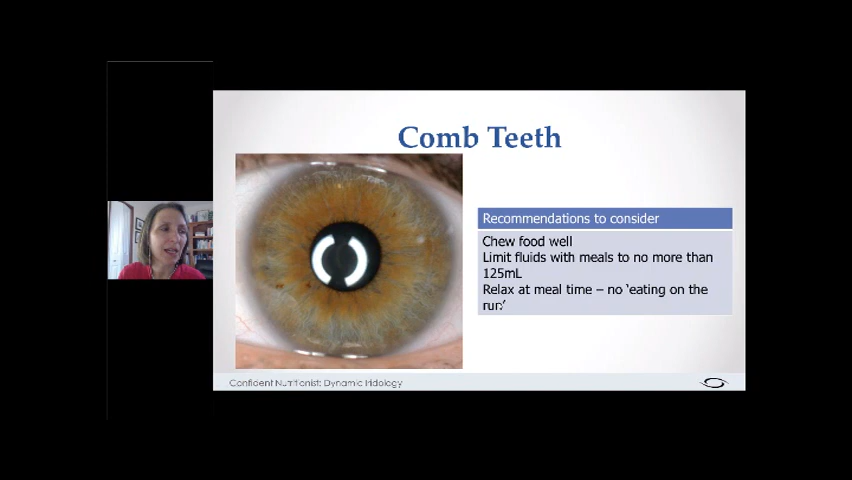 Comb Teeth
Recommendations to consider
Chew food well
Limit fluids with meals to no more than
125mL
Relax at meal time – no ‘eating on the
run’
Confident Nutritionist: Dynamic Iridology